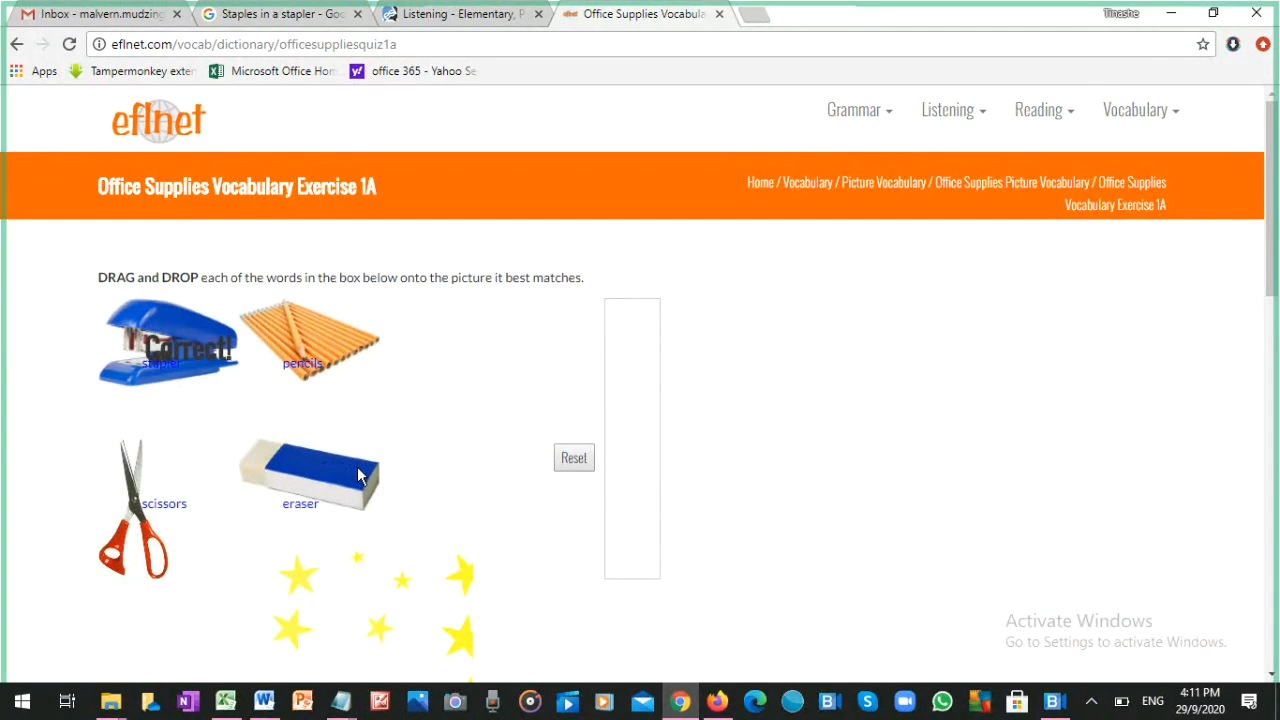 Inbox - malvern.mudzing
Staples in a stapler - Goo
Listening - Elementary, P
Office Supplies Vocabula
Tinashe
eflnet.com/vocab/dictionary/officesuppliesquiz1a
Apps
Tampermonkey exten
Microsoft Office Hom
office 365 - Yahoo Se
eflnet
Grammar
Listening
Reading
Vocabulary
Office Supplies Vocabulary Exercise 1A
Home / Vocabulary / Picture Vocabulary / Office Supplies Picture Vocabulary / Office Supplies
Vocabulary Exercise 1A
DRAG and DROP each of the words in the box below onto the picture it best matches.
Correct!
stapler
pencils
Reset
scissors
eraser
Activate Windows
Go to Settings to activate Windows.
ENG
4:11 PM
29/9/2020